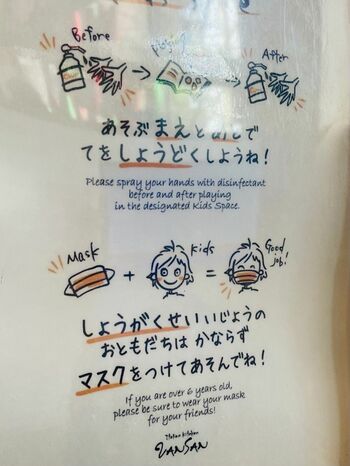 Before
After
あそぶまえとあとで
てをしょうどくしようね！
Please spray your hands with disinfectant
before and after playing
in the designated Kids Space.
Mask + Kids = Good job!
しょうがくせいいじょうの
おともだちは かならず
マスクをつけてあそんでね！
If you are over 6 years old,
please be sure to wear your mask
for your friends!
Italian Kitchen
VANSAN